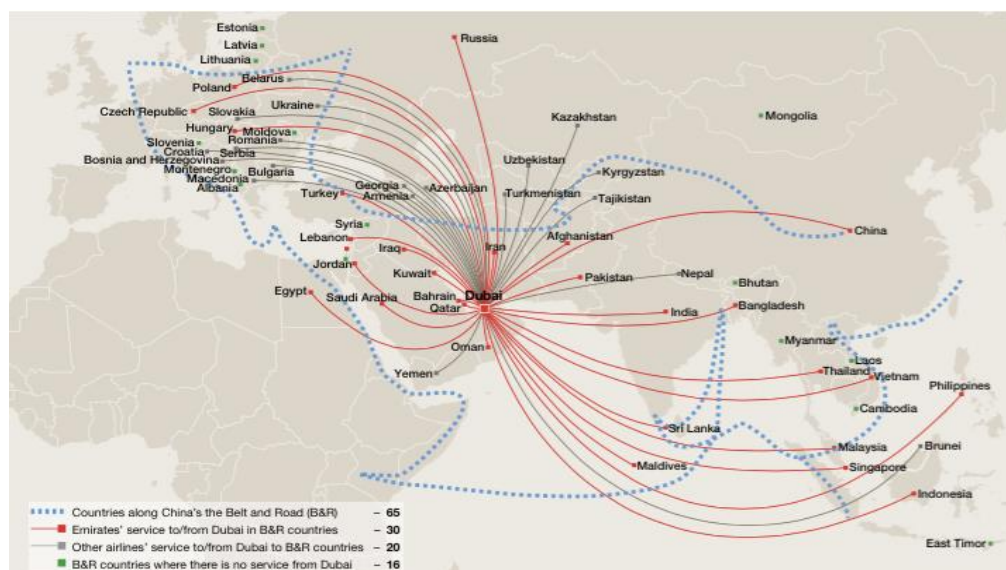 Estonia
Latvia
Lithuania
Russia
Belarus
Poland
Czech Republic
Slovakia
Ukraine
Kazakhstan
Mongolia
Hungary
Moldova
Romania
Slovenia
Croatia
Serbia
Bosnia and Herzegovina
Uzbekistan
Montenegro
Bulgaria
Kyrgyzstan
Macedonia
Albania
Georgia
Azerbaijan
Armenia
Turkmenistan
Tajikistan
Turkey
Syria
Lebanon
Iraq
Iran
Afghanistan
China
Jordan
Kuwait
Pakistan
Nepal
Bhutan
Egypt
Saudi Arabia
Bahrain
Dubai
Qatar
India
Bangladesh
Oman
Myanmar
Laos
Yemen
Thailand
Vietnam
Philippines
Cambodia
Sri Lanka
Malaysia
Brunei
Maldives
Singapore
Indonesia
East Timor
Countries along China's the Belt and Road (B&R) – 65
Emirates' service to/from Dubai in B&R countries – 30
Other airlines' service to/from Dubai to B&R countries – 20
B&R countries where there is no service from Dubai – 16